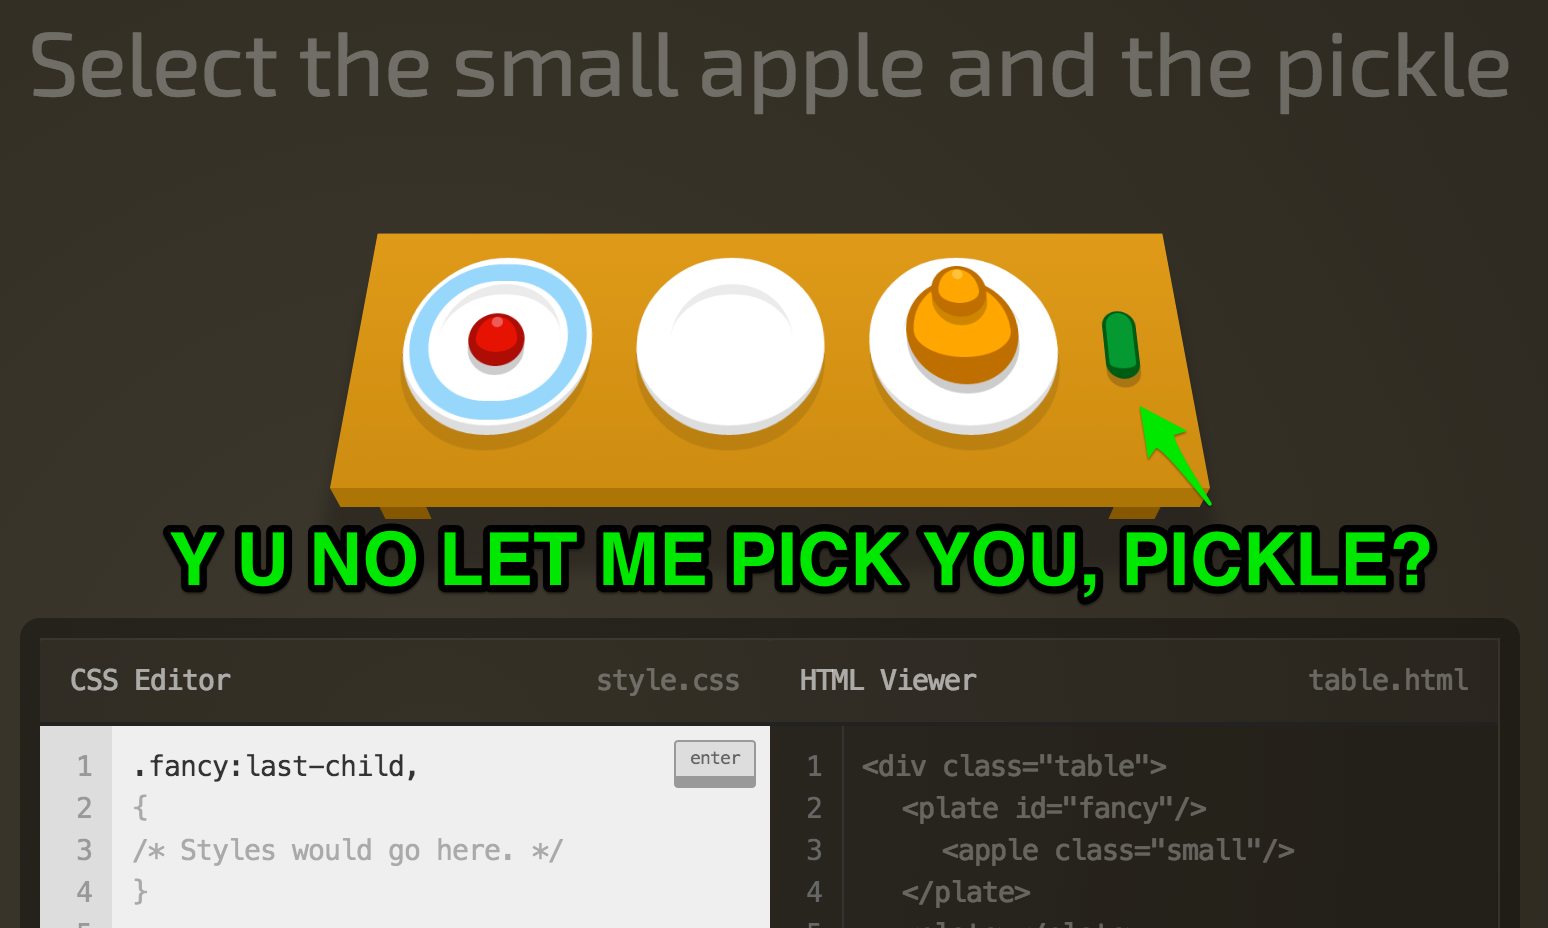 Select the small apple and the pickle
Y U NO LET ME PICK YOU, PICKLE?
CSS Editor
style.css
1 .fancy:last-child,
enter
2 {
3 /* Styles would go here. */
4 }
HTML Viewer
table.html
1 <div class="table">
2 <plate id="fancy"/>
3 <apple class="small"/>
4 </plate>